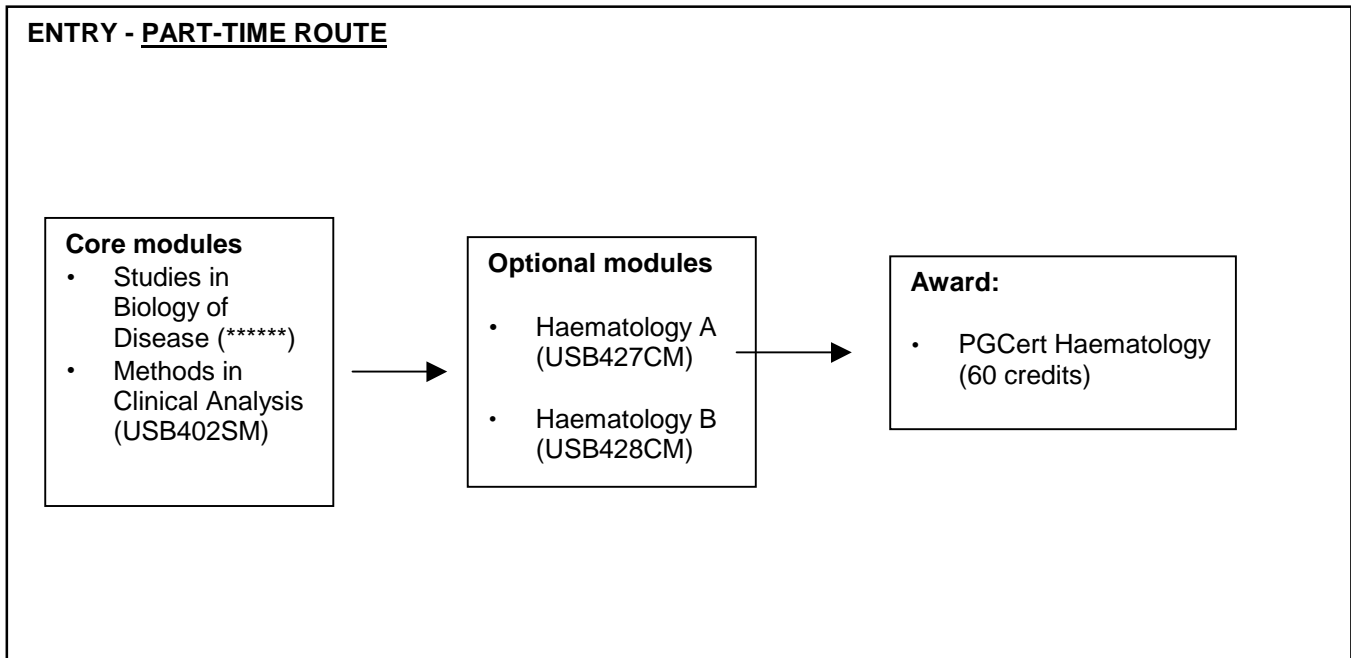 ENTRY - PART-TIME ROUTE
Core modules
• Studies in
Biology of
Disease (******)
• Methods in
Clinical Analysis
(USB402SM)
Optional modules
• Haematology A
(USB427CM)
• Haematology B
(USB428CM)
Award:
• PGCert Haematology
(60 credits)